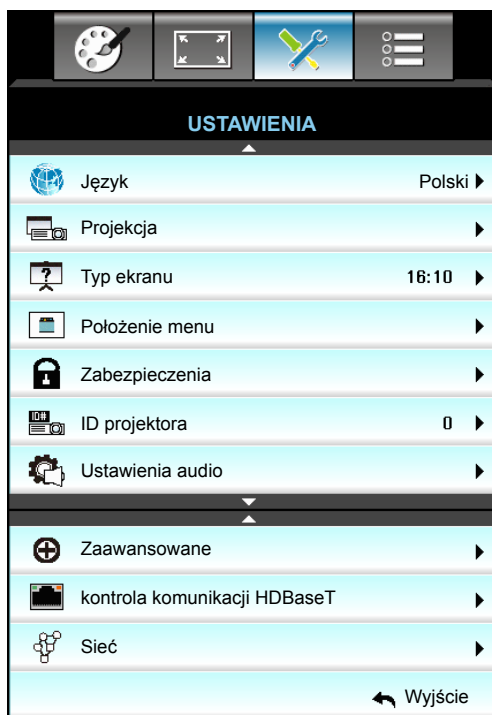 USTAWIENIA
Język Polski
Projekcja
?
Typ ekranu 16:10
Położenie menu
Zabezpieczenia
ID#
ID projektora 0
Ustawienia audio
Zaawansowane
kontrola komunikacji HDBaseT
Sieć
Wyjście